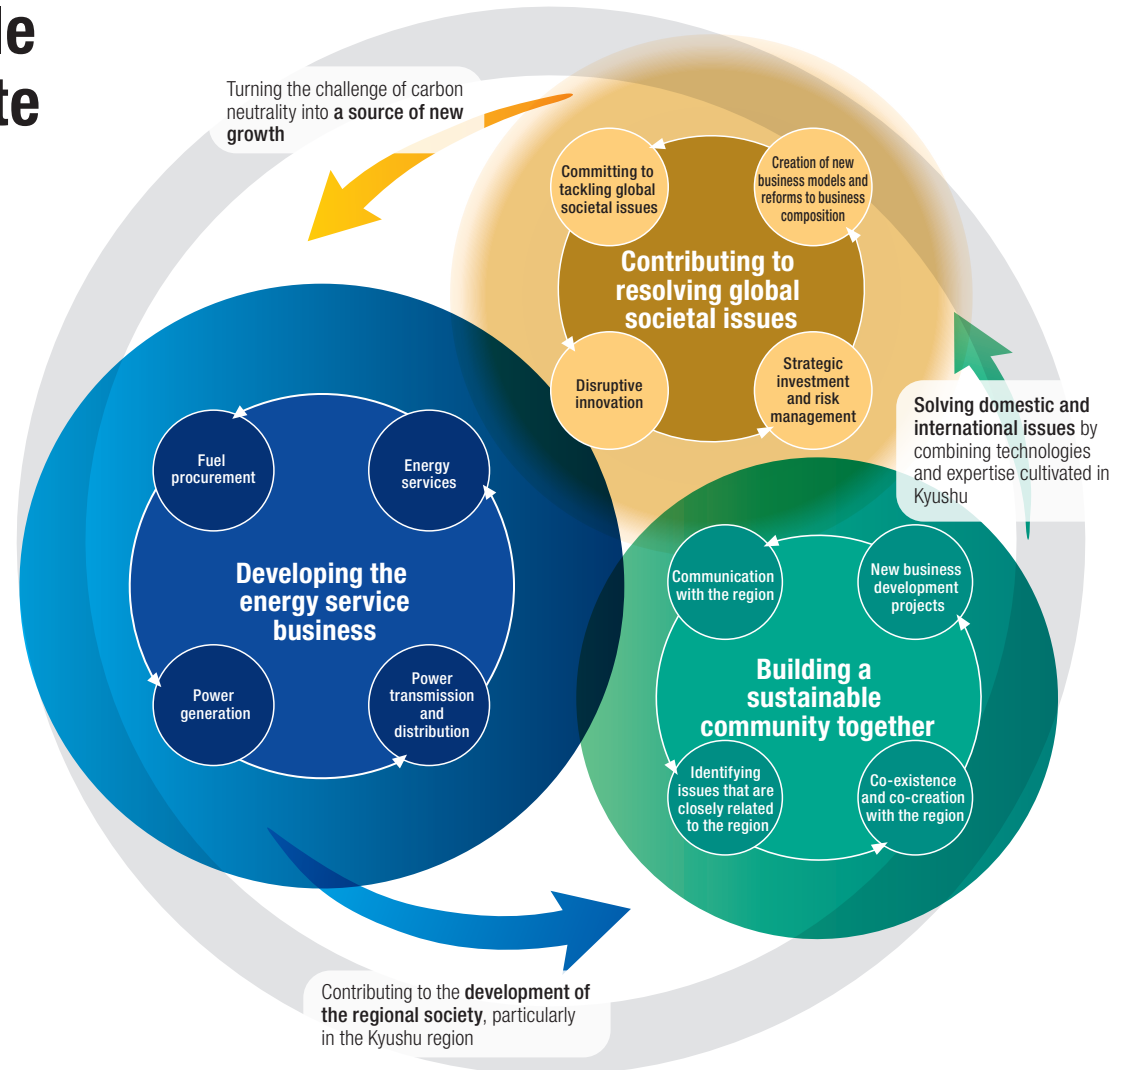 le
te
Turning the challenge of carbon
neutrality into a source of new
growth
Committing to
tackling global
societal issues
Creation of new
business models and
reforms to business
composition
Contributing to
resolving global
societal issues
Disruptive
innovation
Strategic
investment
and risk
management
Solving domestic and
international issues by
combining technologies
and expertise cultivated in
Kyushu
Fuel
procurement
Energy
services
Developing the
energy service
business
Power
generation
Power
transmission
and
distribution
Communication
with the region
New business
development
projects
Building a
sustainable
community together
Identifying
issues that are
closely related
to the region
Co-existence
and co-creation
with the region
Contributing to the development of
the regional society, particularly
in the Kyushu region